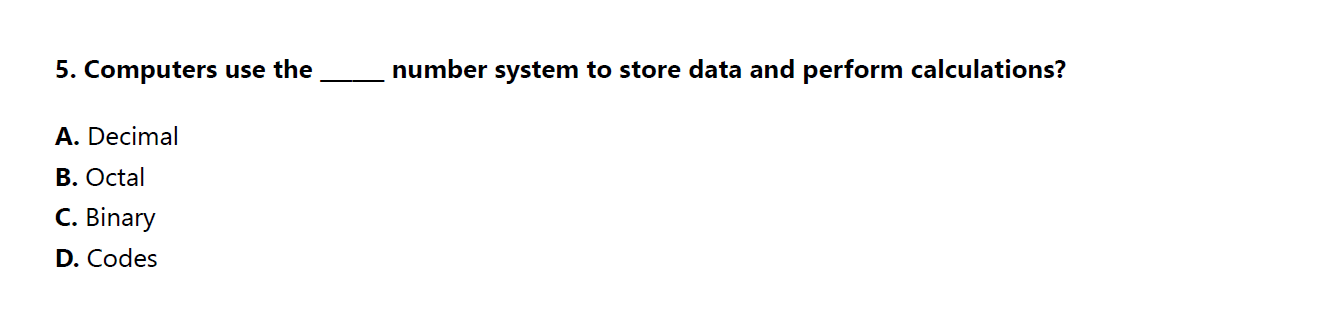 5. Computers use the _____ number system to store data and perform calculations?
A. Decimal
B. Octal
C. Binary
D. Codes